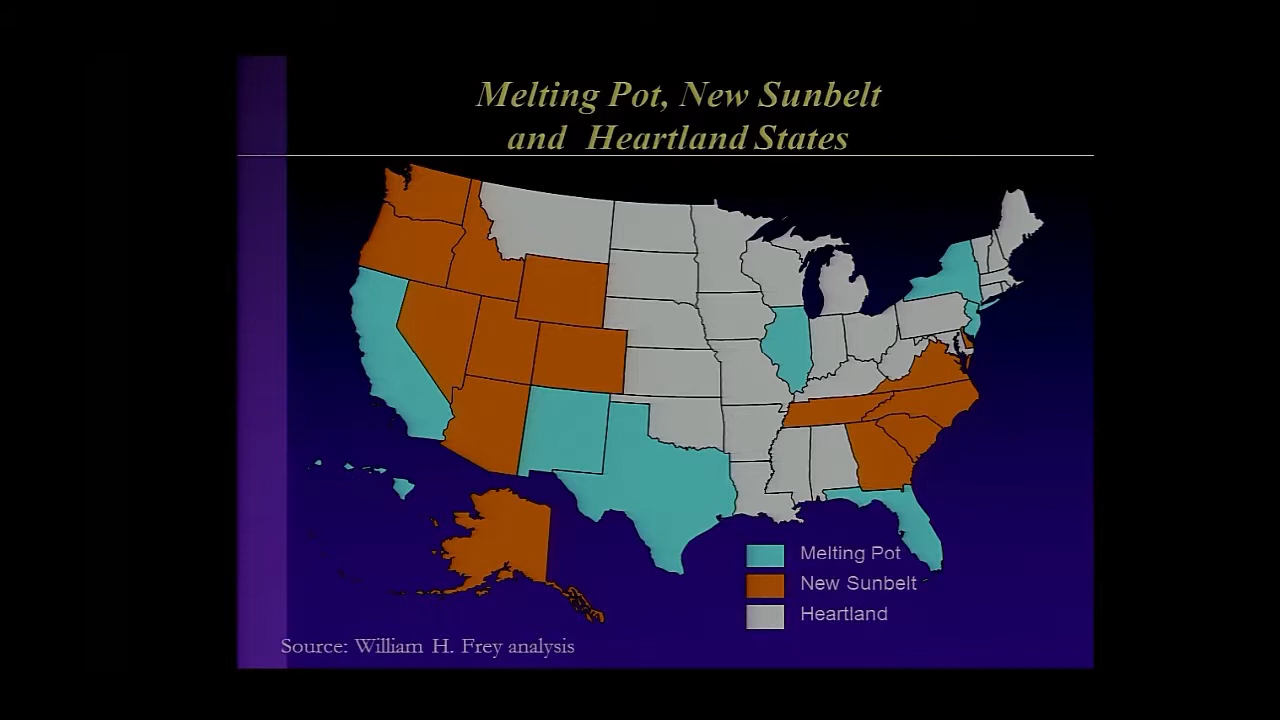 Melting Pot, New Sunbelt
and Heartland States
Melting Pot
New Sunbelt
Heartland
Source: William H. Frey analysis